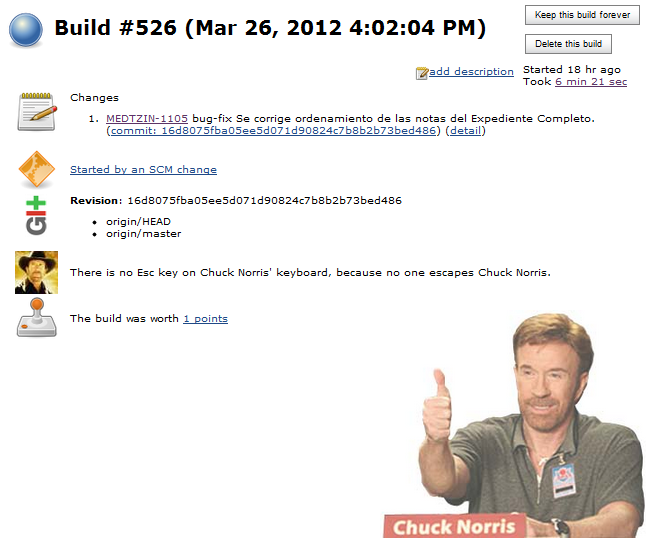 Build #526 (Mar 26, 2012 4:02:04 PM)
Keep this build forever
Delete this build
add description
Started 18 hr ago
Took 6 min 21 sec
Changes
1. MEDTZIN-1105 bug-fix Se corrige ordenamiento de las notas del Expediente Completo.
(commit: 16d8075fba05ee5d071d90824c7b8b2b73bed486) (detail)
Started by an SCM change
GIT
Revision: 16d8075fba05ee5d071d90824c7b8b2b73bed486
• origin/HEAD
• origin/master
There is no Esc key on Chuck Norris' keyboard, because no one escapes Chuck Norris.
The build was worth 1 points
Chuck Norris